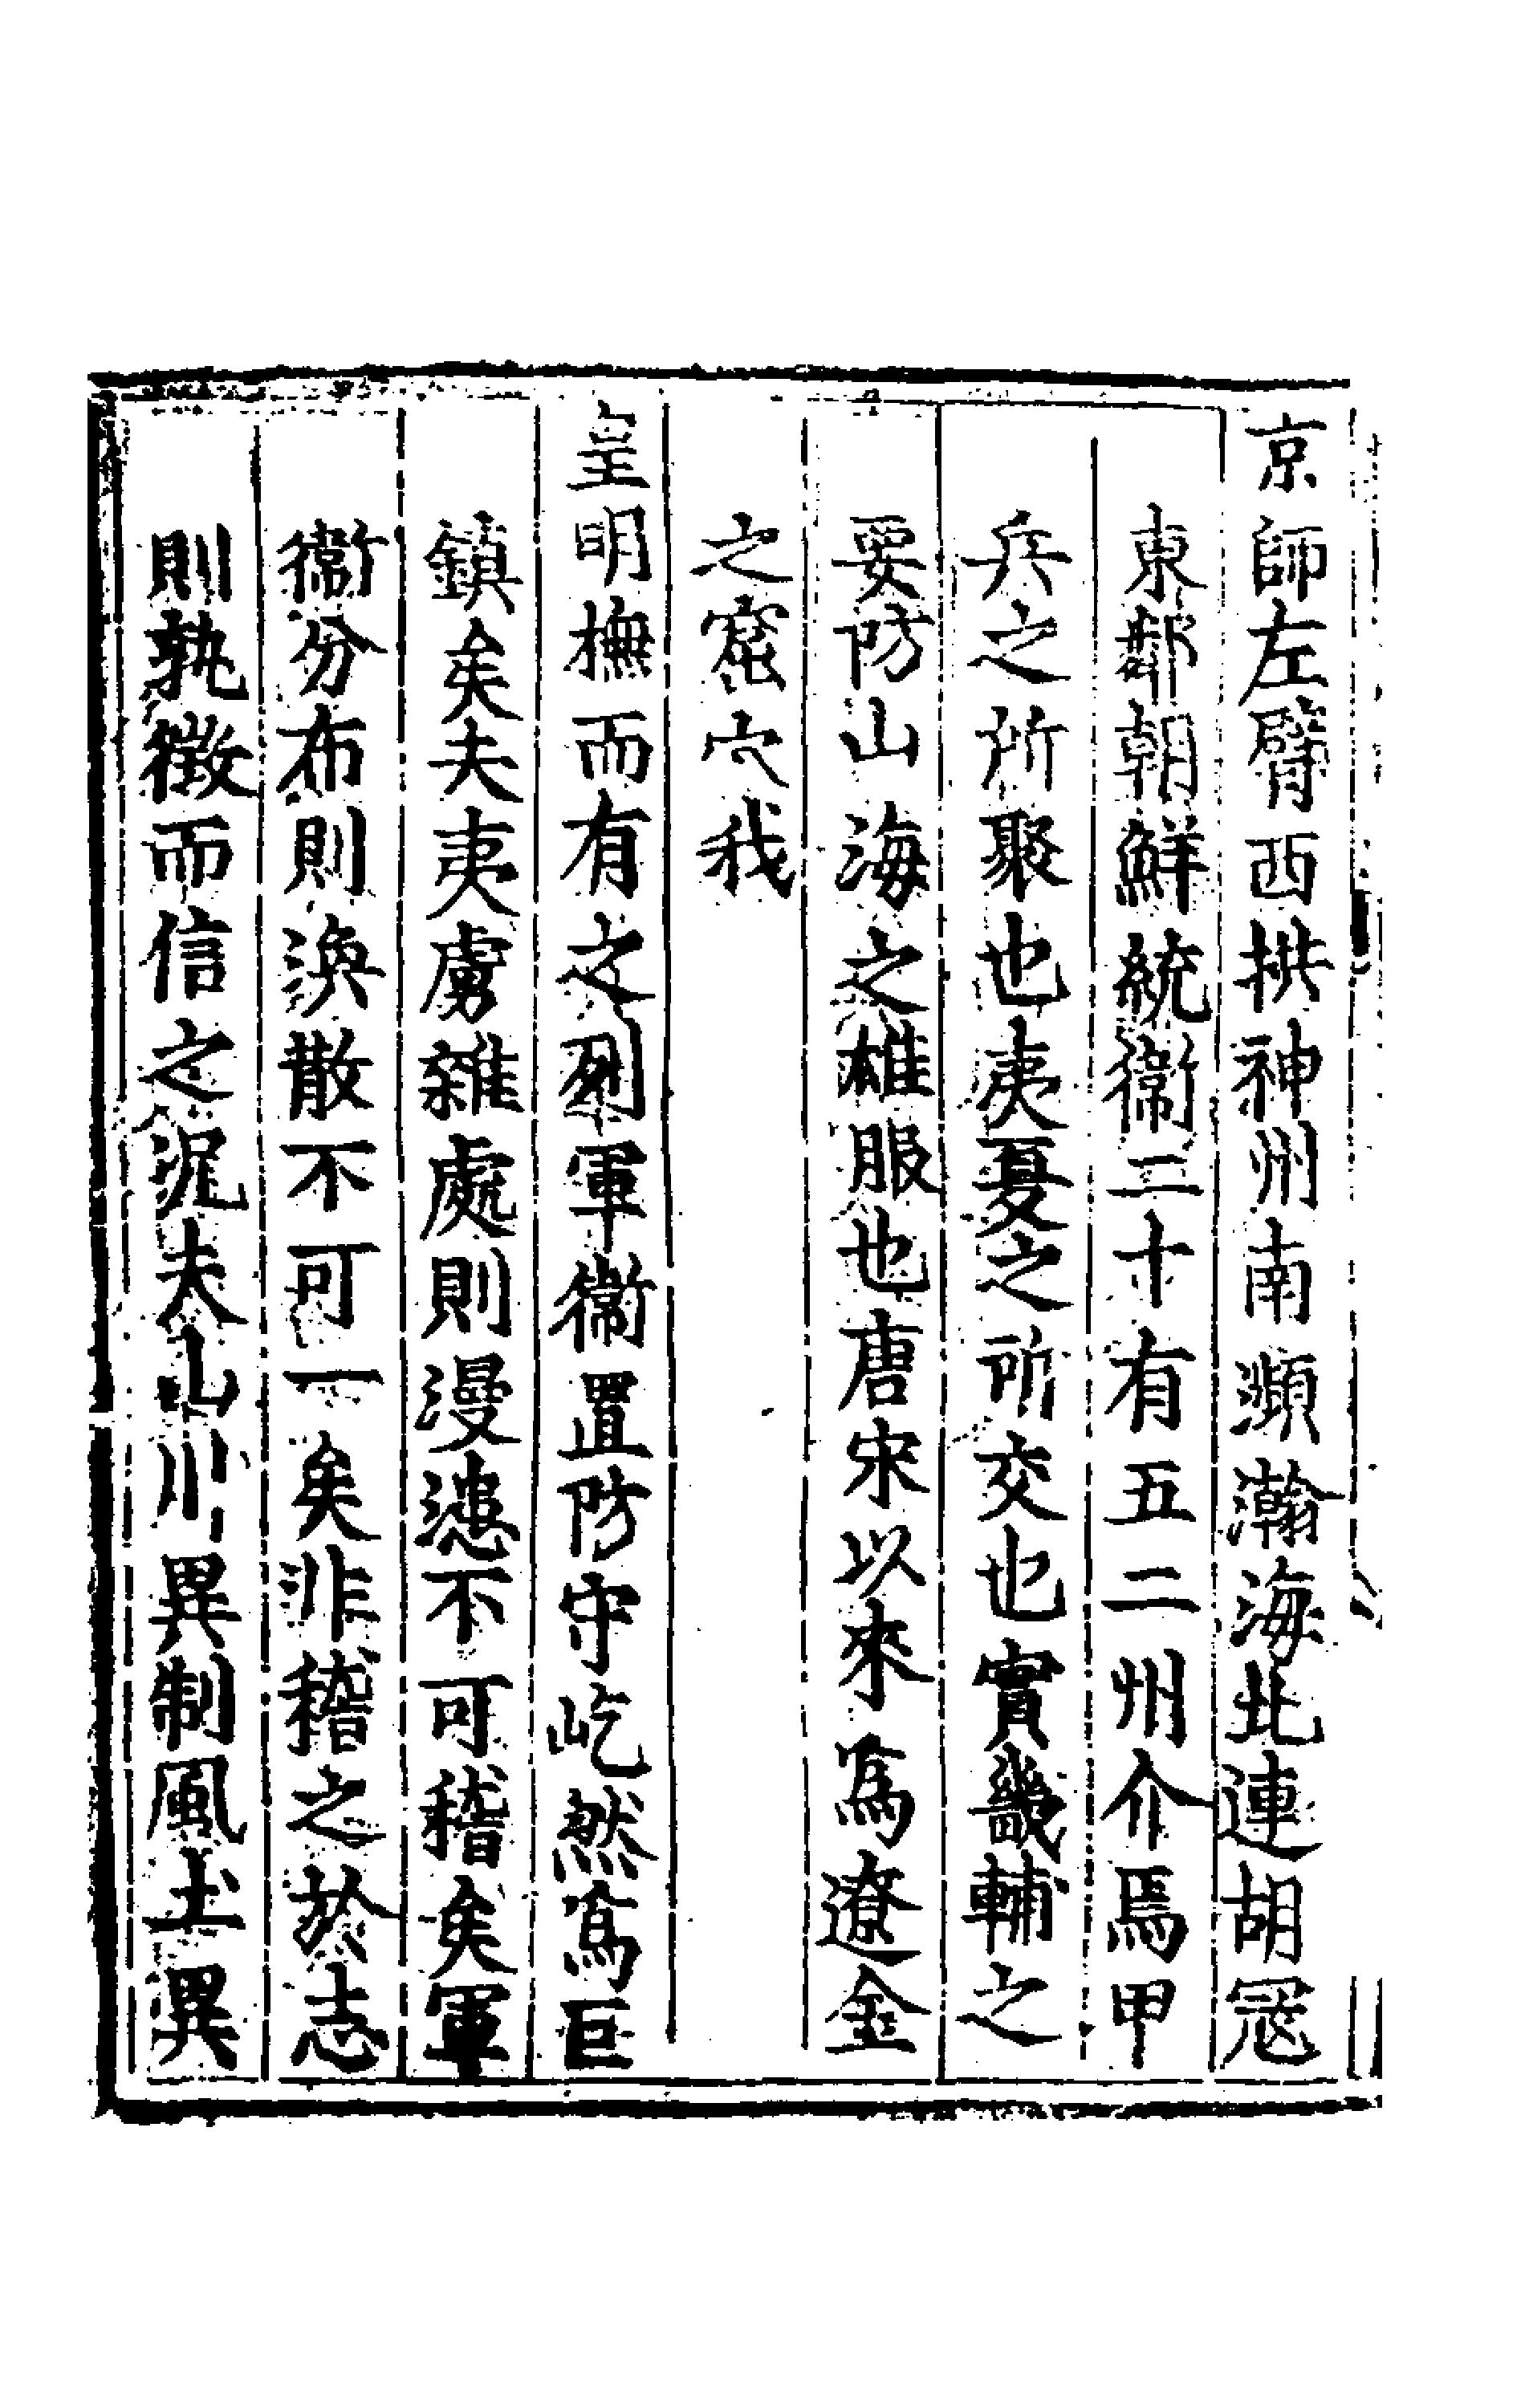 京師左臂西拱神州南瀕瀚海北連胡寇
東鄰朝鮮統衞二十有五二州介焉甲
兵之所聚也夷夏之所交也實畿輔之
要防山海之雄服也唐宋以來爲遼金
之窟穴我
皇明撫而有之列軍衞置防守屹然爲巨
鎮矣夫夷虜雜處則漫漶不可稽矣軍
衞分布則渙散不可一矣非稽之於志
則孰徵而信之況夫山川異制風土異